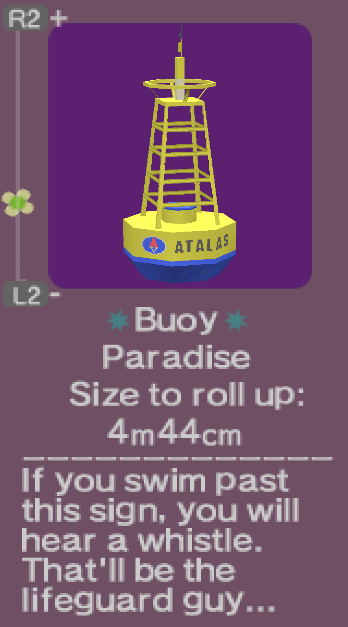 R2 +
ATALAS
L2 -
Buoy
Paradise
Size to roll up:
4m44cm
If you swim past
this sign, you will
hear a whistle.
That'll be the
lifeguard guy...